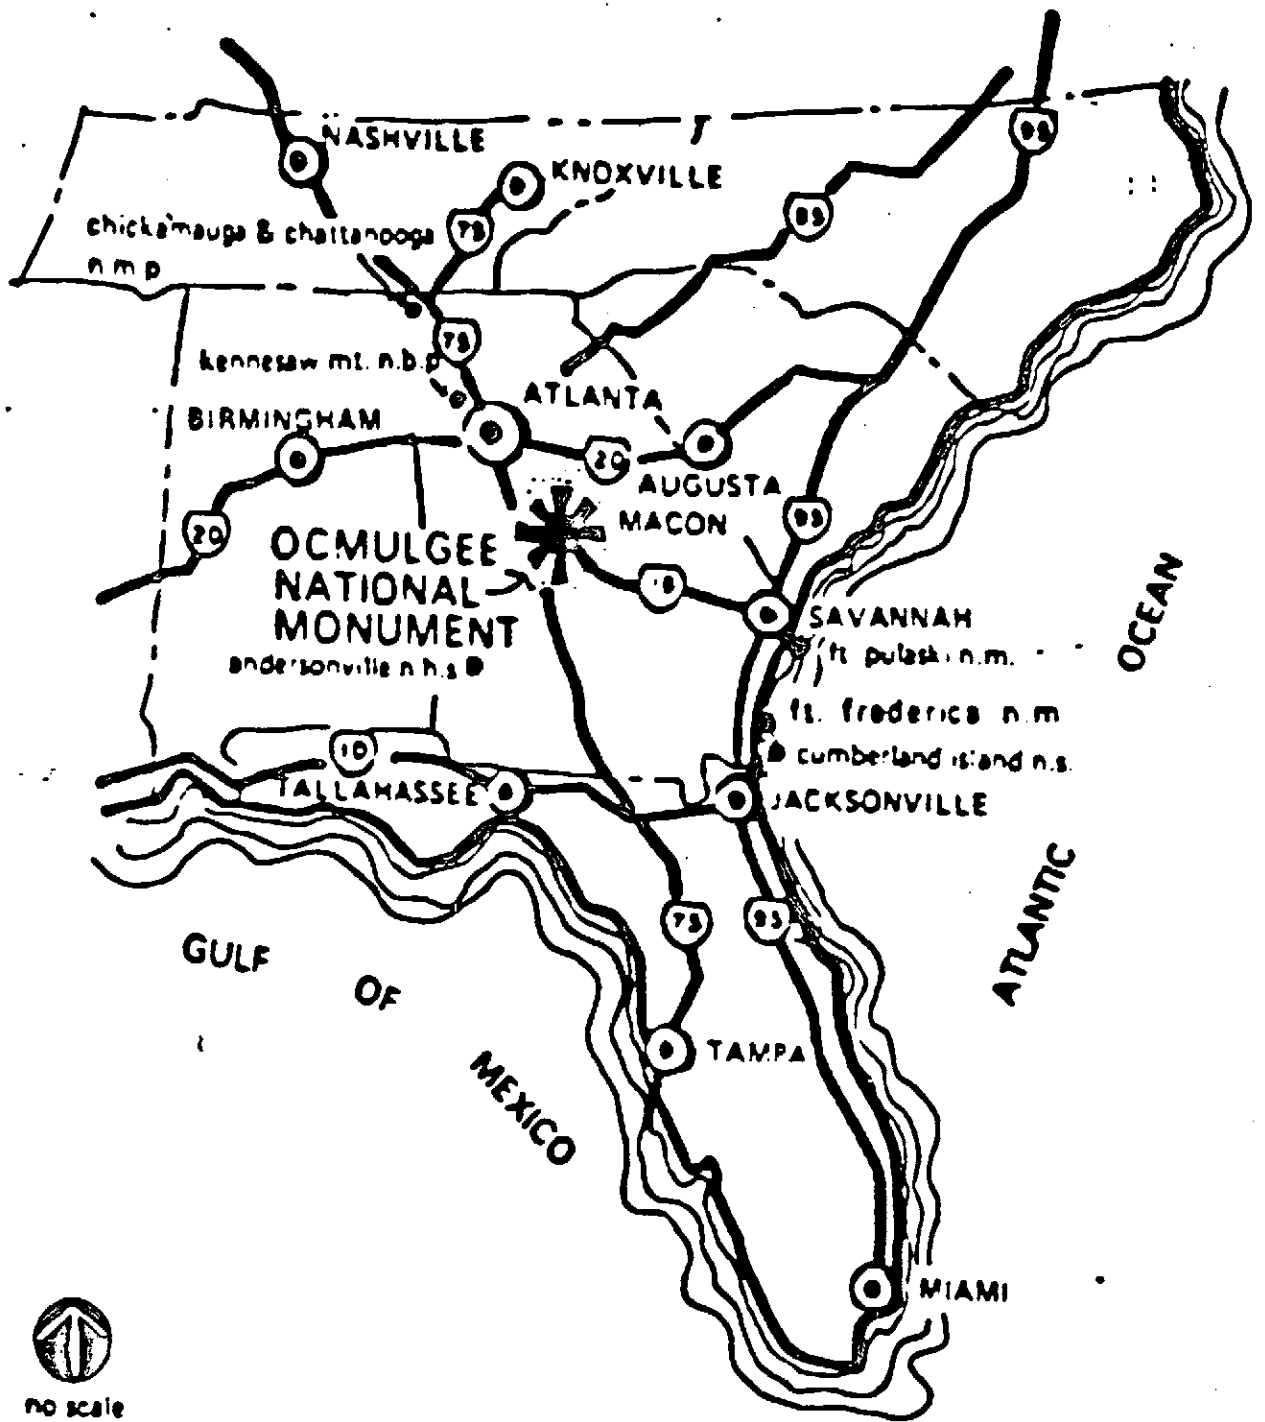 NASHVILLE
KNOXVILLE
95
85
chickamauga & chattanooga
n m p
75
75
kennesaw mt. n.b.p
ATLANTA
BIRMINGHAM
20
AUGUSTA
MACON
20
95
OCMULGEE
NATIONAL
MONUMENT
16
SAVANNAH
andersonville n.h.s
ft. pulaski n.m.
ft. frederica n.m
cumberland island n.s.
10
TALLAHASSEE
JACKSONVILLE
75
95
OCEAN
ATLANTIC
GULF
OF
MEXICO
TAMPA
MIAMI
no scale